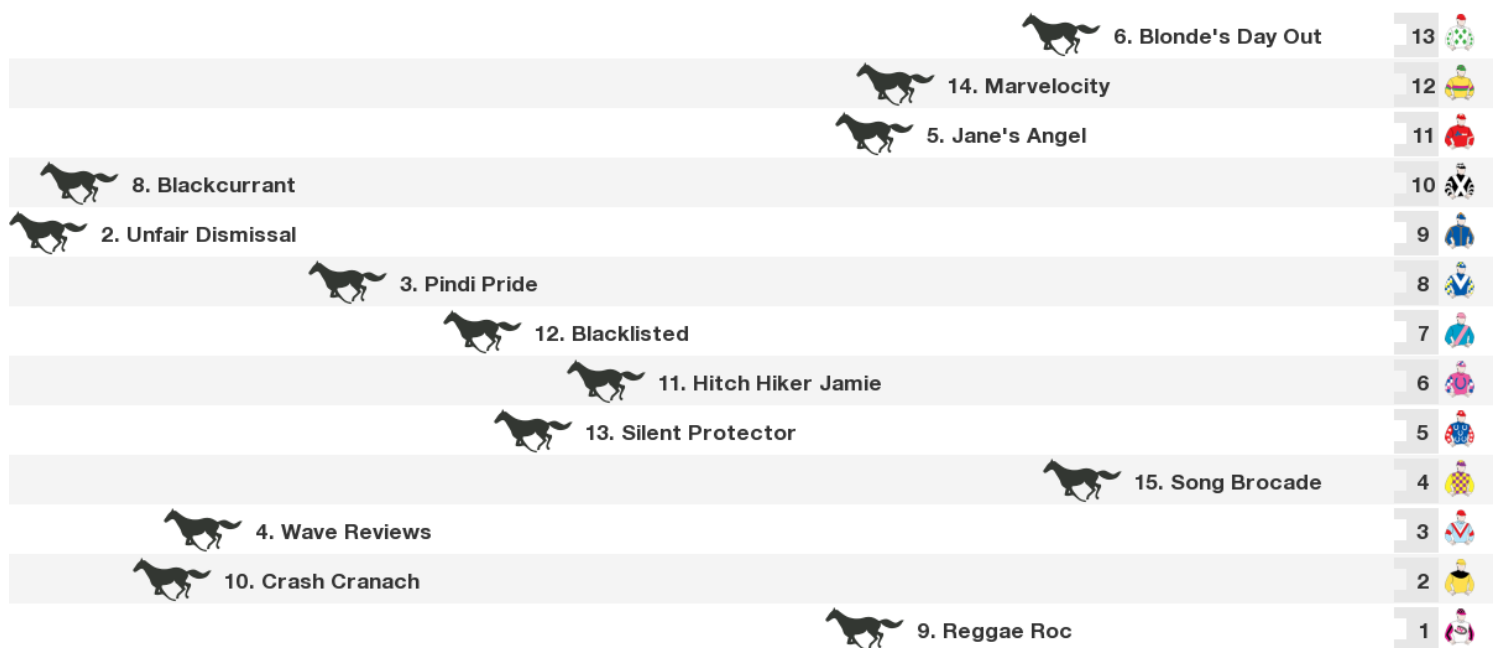 6. Blonde's Day Out 13
14. Marvelocity 12
5. Jane's Angel 11
8. Blackcurrant 10
2. Unfair Dismissal 9
3. Pindi Pride 8
12. Blacklisted 7
11. Hitch Hiker Jamie 6
13. Silent Protector 5
15. Song Brocade 4
4. Wave Reviews 3
10. Crash Cranach 2
9. Reggae Roc 1